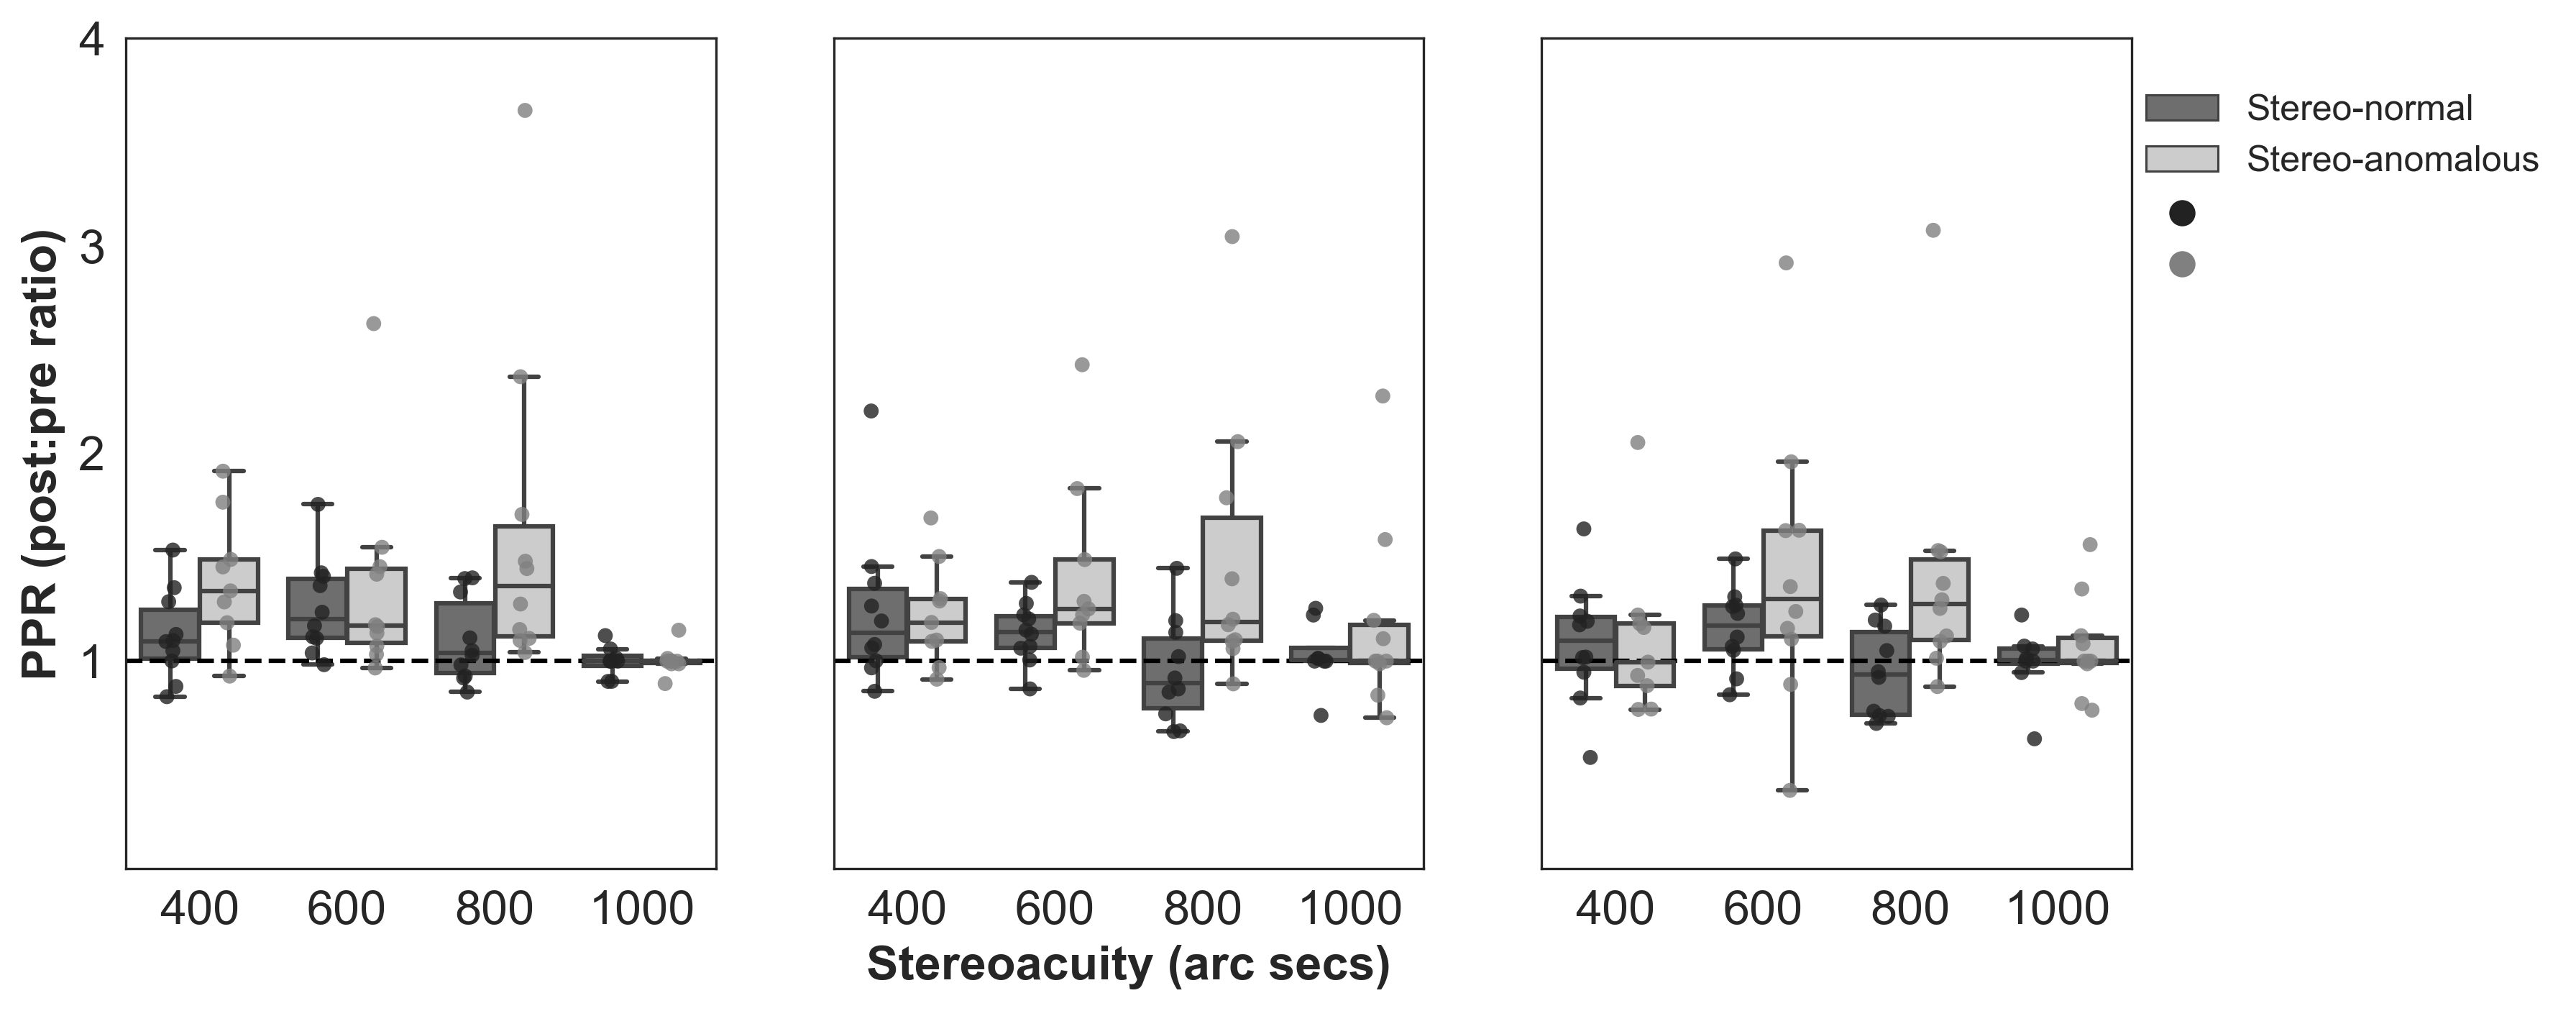 4
3
2
1
PPR (post:pre ratio)
400 600 800 1000
400 600 800 1000
400 600 800 1000
Stereoacuity (arc secs)
Stereo-normal
Stereo-anomalous